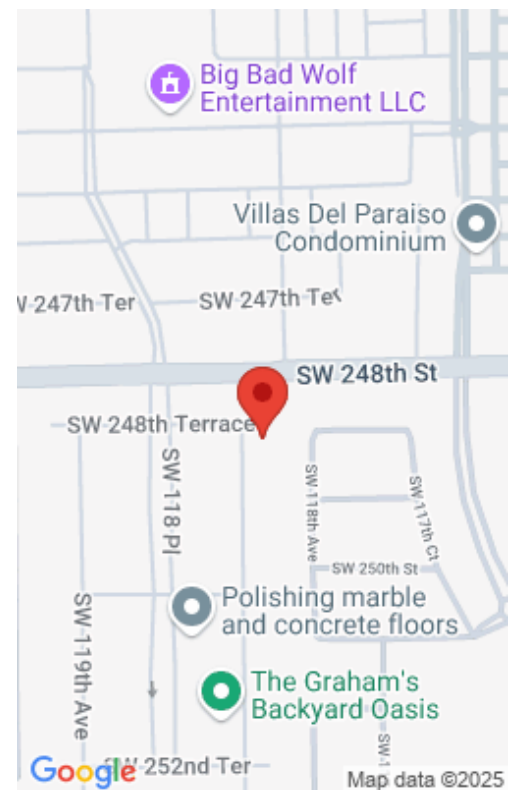 Big Bad Wolf
Entertainment LLC
Villas Del Paraiso
Condominium
W 247th Ter
SW 247th Ter
SW 248th St
SW 248th Terrace
SW 118 Pl
SW 118th Ave
SW 117th Ct
SW 250th St
Polishing marble
and concrete floors
SW 119th Ave
The Graham's
Backyard Oasis
Google
W 252nd Ter
SW 1
Map data ©2025